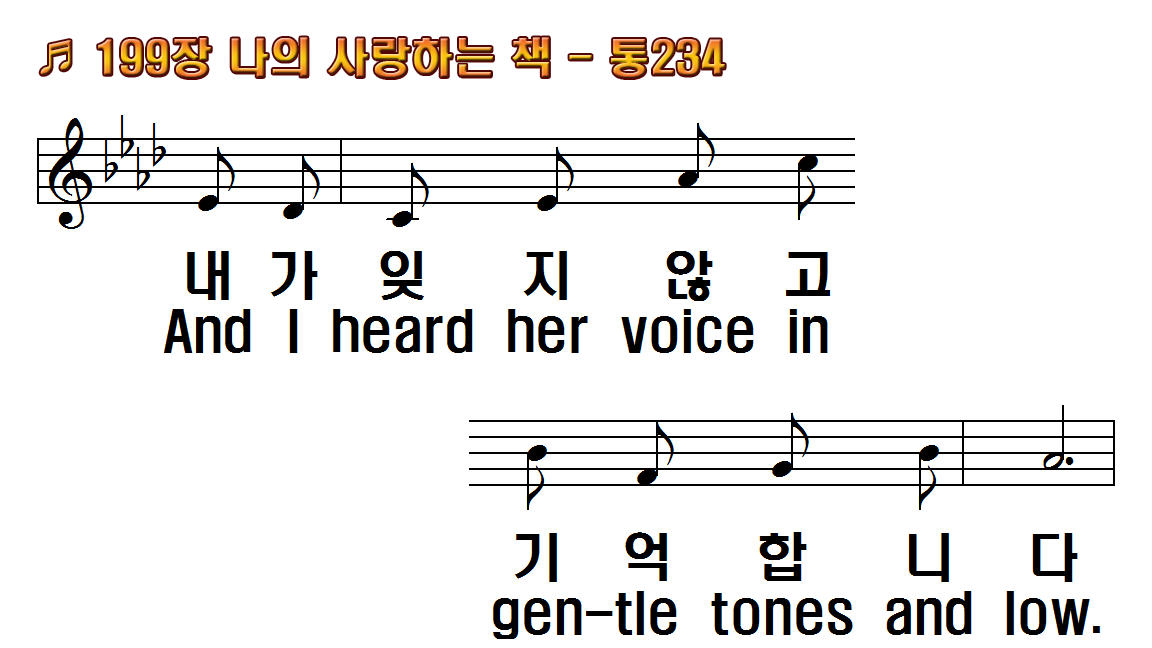 199장 나의 사랑하는 책 - 통234
내 가 잊 지 않 고
And I heard her voice in
기 억 합 니 다
gen-tle tones and low.